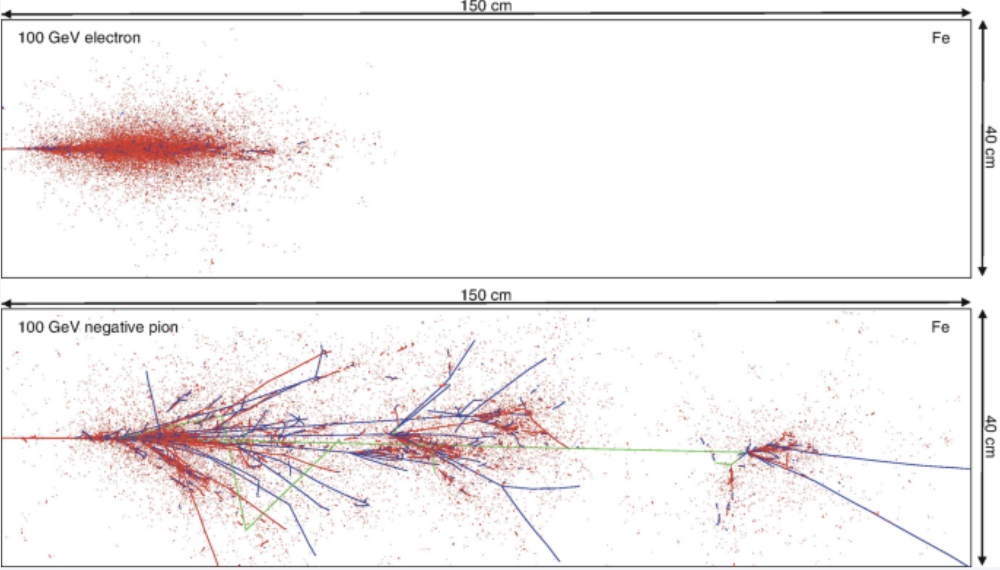 150 cm
100 GeV electron
Fe
40 cm
150 cm
100 GeV negative pion
Fe
40 cm